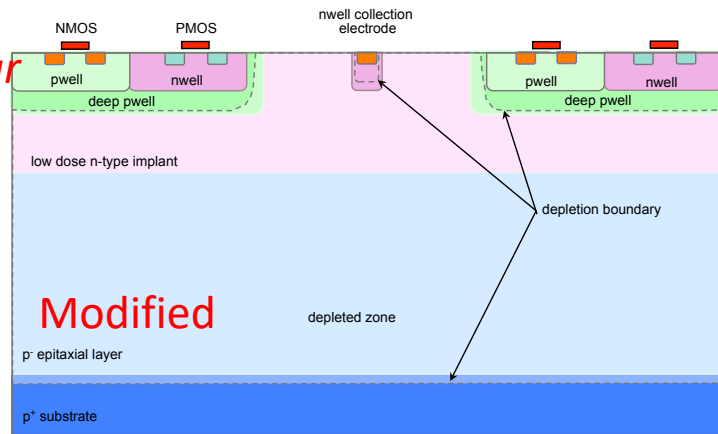 NMOS PMOS nwell collection
electrode
pwell nwell pwell nwell
deep pwell deep pwell
low dose n-type implant
depletion boundary
Modified
depleted zone
p- epitaxial layer
p+ substrate